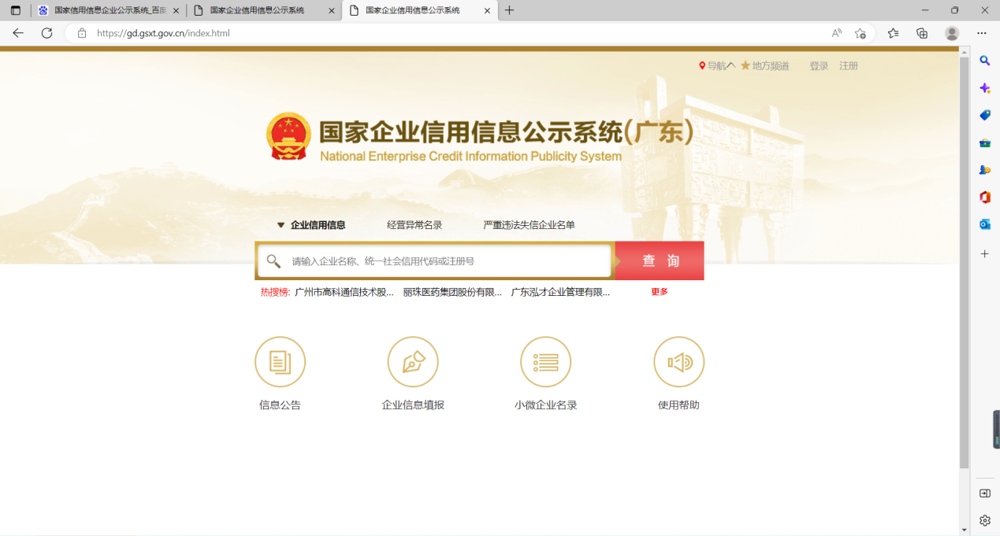 国家信用信息企业公示系统_百度
国家企业信用信息公示系统
国家企业信用信息公示系统
https://gd.gsxt.gov.cn/index.html
导航 地方频道 登录 注册
国家企业信用信息公示系统(广东)
National Enterprise Credit Information Publicity System
企业信用信息 经营异常名录 严重违法失信企业名单
请输入企业名称、统一社会信用代码或注册号
查 询
热搜榜: 广州市高科通信技术股... 丽珠医药集团股份有限... 广东泓才企业管理有限... 更多
信息公告 企业信息填报 小微企业名录 使用帮助